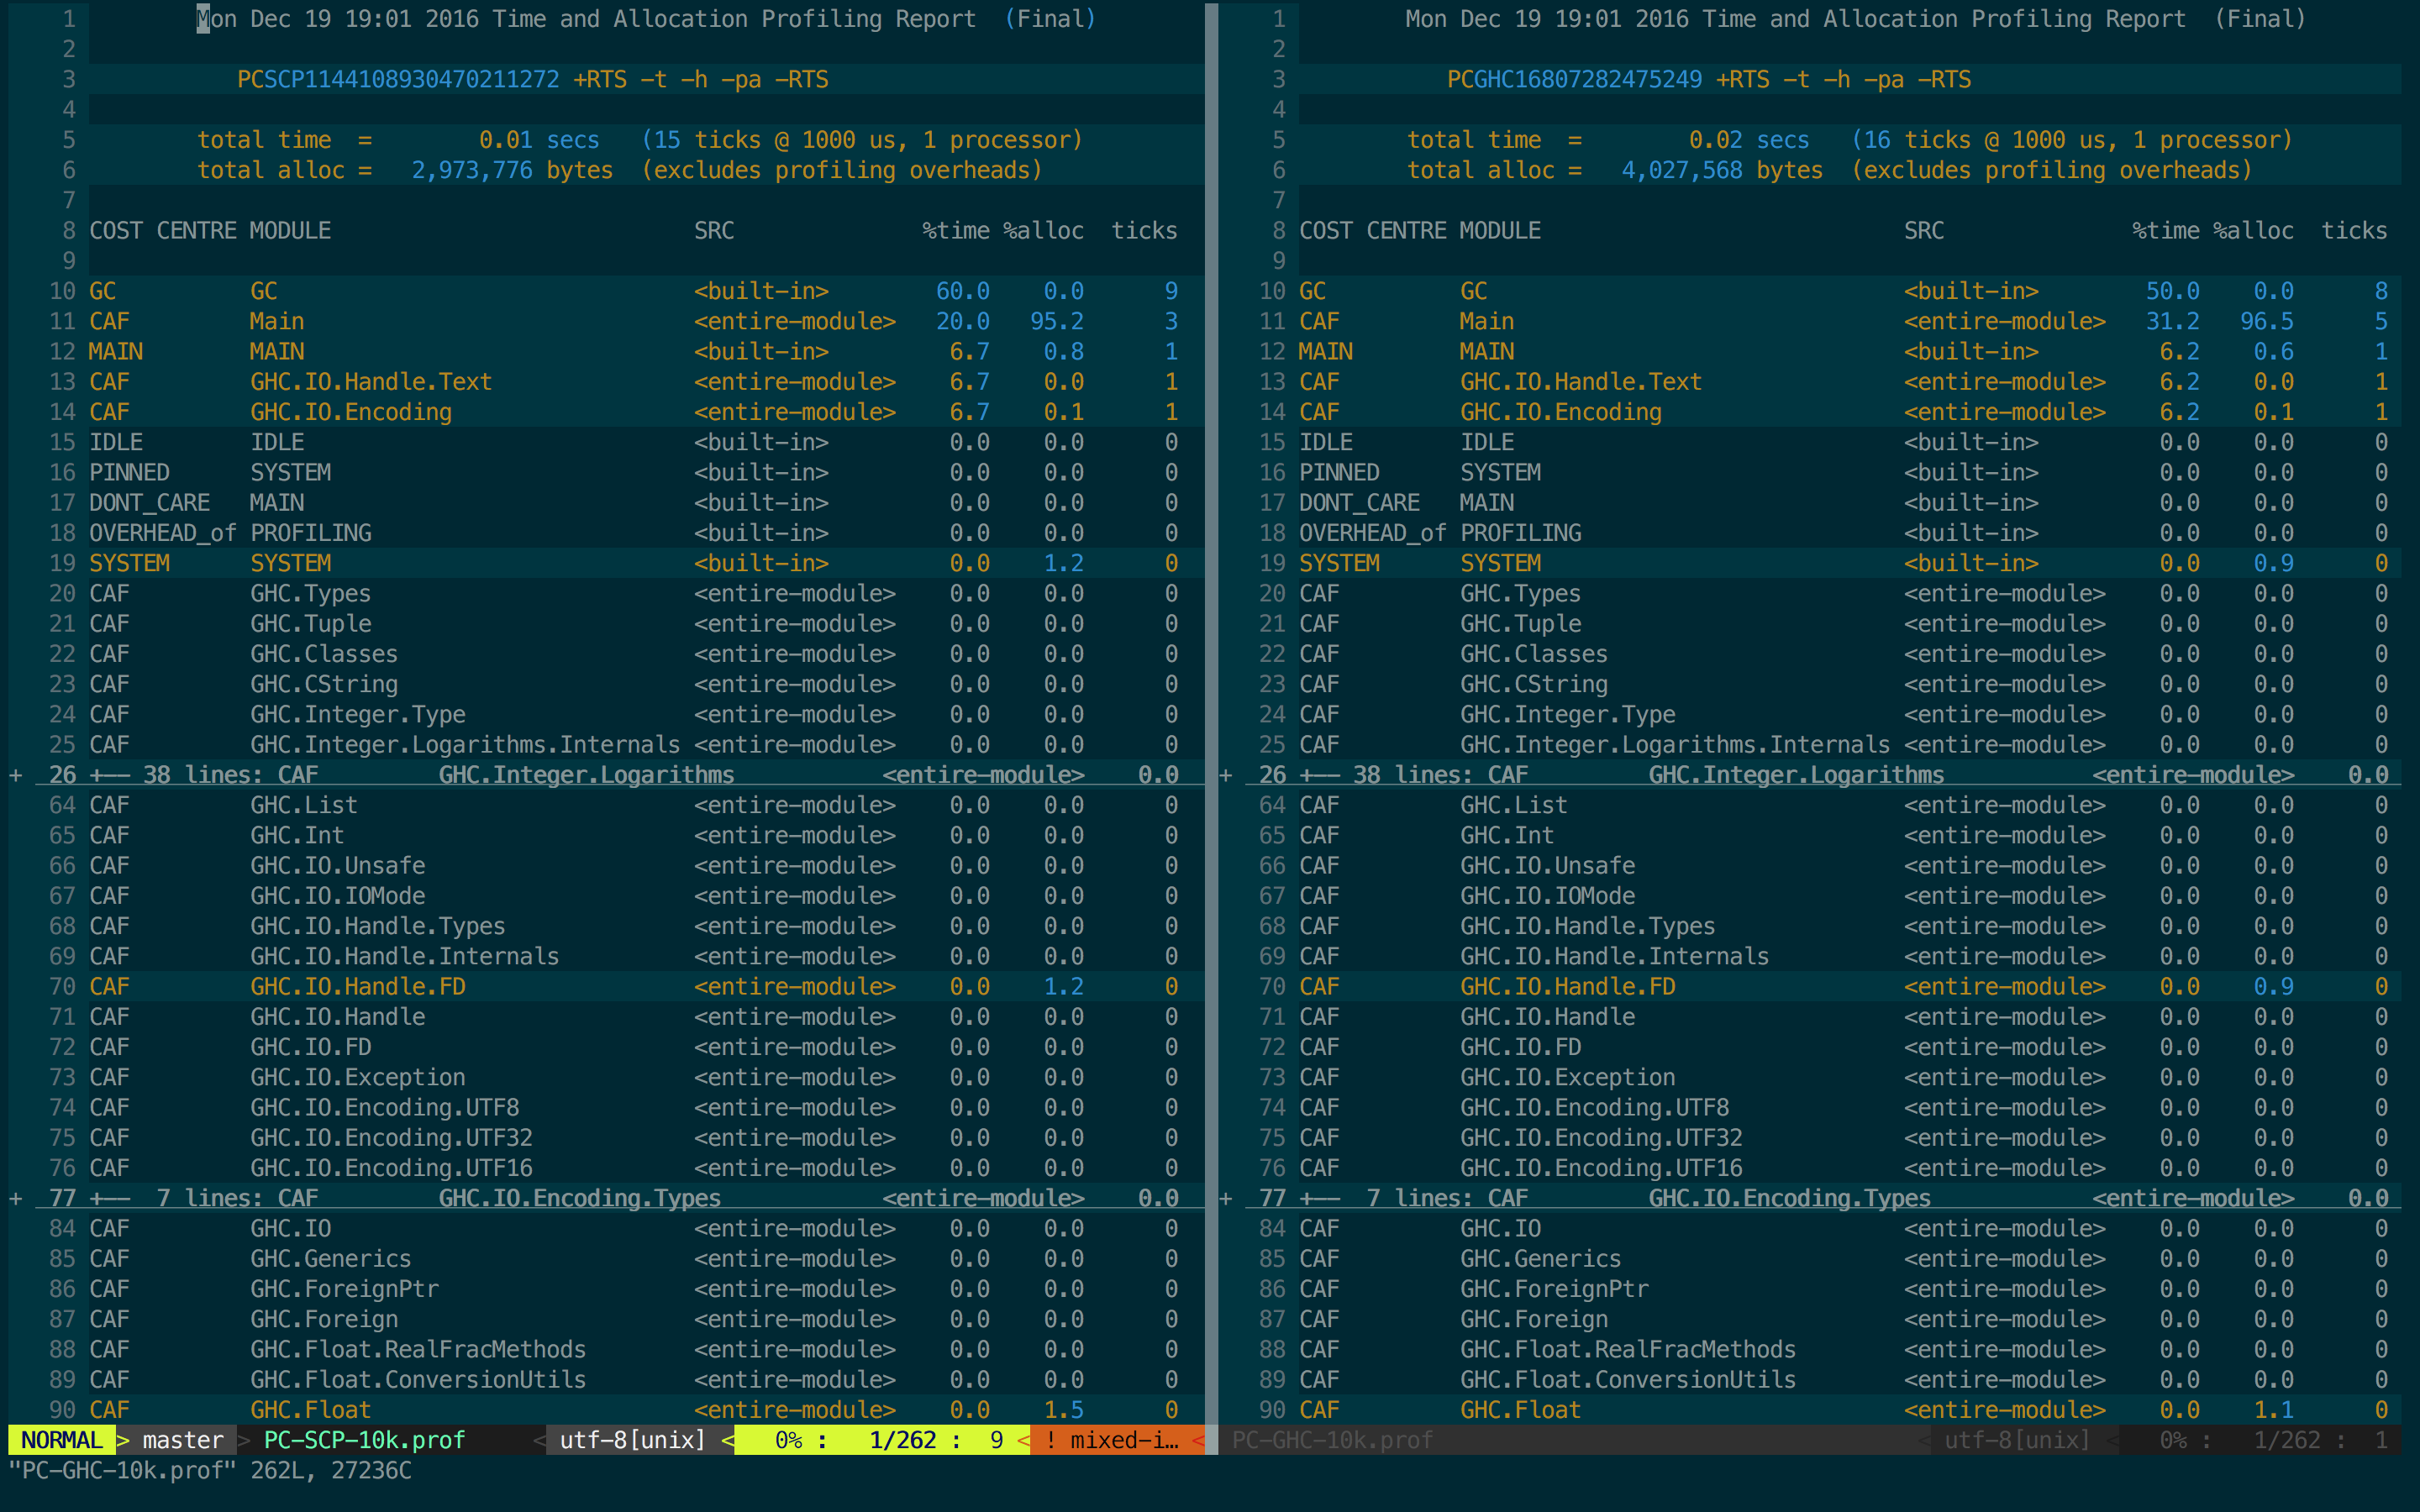 1 Mon Dec 19 19:01 2016 Time and Allocation Profiling Report (Final)
2
3 PCSCP1144108930470211272 +RTS -t -h -pa -RTS
4
5 total time = 0.01 secs (15 ticks @ 1000 us, 1 processor)
6 total alloc = 2,973,776 bytes (excludes profiling overheads)
7
8 COST CENTRE MODULE SRC %time %alloc ticks
9
10 GC GC <built-in> 60.0 0.0 9
11 CAF Main <entire-module> 20.0 95.2 3
12 MAIN MAIN <built-in> 6.7 0.8 1
13 CAF GHC.IO.Handle.Text <entire-module> 6.7 0.0 1
14 CAF GHC.IO.Encoding <entire-module> 6.7 0.1 1
15 IDLE IDLE <built-in> 0.0 0.0 0
16 PINNED SYSTEM <built-in> 0.0 0.0 0
17 DONT_CARE MAIN <built-in> 0.0 0.0 0
18 OVERHEAD_of PROFILING <built-in> 0.0 0.0 0
19 SYSTEM SYSTEM <built-in> 0.0 1.2 0
20 CAF GHC.Types <entire-module> 0.0 0.0 0
21 CAF GHC.Tuple <entire-module> 0.0 0.0 0
22 CAF GHC.Classes <entire-module> 0.0 0.0 0
23 CAF GHC.CString <entire-module> 0.0 0.0 0
24 CAF GHC.Integer.Type <entire-module> 0.0 0.0 0
25 CAF GHC.Integer.Logarithms.Internals <entire-module> 0.0 0.0 0
+ 26 +-- 38 lines: CAF GHC.Integer.Logarithms <entire-module> 0.0
64 CAF GHC.List <entire-module> 0.0 0.0 0
65 CAF GHC.Int <entire-module> 0.0 0.0 0
66 CAF GHC.IO.Unsafe <entire-module> 0.0 0.0 0
67 CAF GHC.IO.IOMode <entire-module> 0.0 0.0 0
68 CAF GHC.IO.Handle.Types <entire-module> 0.0 0.0 0
69 CAF GHC.IO.Handle.Internals <entire-module> 0.0 0.0 0
70 CAF GHC.IO.Handle.FD <entire-module> 0.0 1.2 0
71 CAF GHC.IO.Handle <entire-module> 0.0 0.0 0
72 CAF GHC.IO.FD <entire-module> 0.0 0.0 0
73 CAF GHC.IO.Exception <entire-module> 0.0 0.0 0
74 CAF GHC.IO.Encoding.UTF8 <entire-module> 0.0 0.0 0
75 CAF GHC.IO.Encoding.UTF32 <entire-module> 0.0 0.0 0
76 CAF GHC.IO.Encoding.UTF16 <entire-module> 0.0 0.0 0
+ 77 +-- 7 lines: CAF GHC.IO.Encoding.Types <entire-module> 0.0
84 CAF GHC.IO <entire-module> 0.0 0.0 0
85 CAF GHC.Generics <entire-module> 0.0 0.0 0
86 CAF GHC.ForeignPtr <entire-module> 0.0 0.0 0
87 CAF GHC.Foreign <entire-module> 0.0 0.0 0
88 CAF GHC.Float.RealFracMethods <entire-module> 0.0 0.0 0
89 CAF GHC.Float.ConversionUtils <entire-module> 0.0 0.0 0
90 CAF GHC.Float <entire-module> 0.0 1.5 0
NORMAL > master > PC-SCP-10k.prof < utf-8[unix] < 0% : 1/262 : 9 < ! mixed-i… <
1 Mon Dec 19 19:01 2016 Time and Allocation Profiling Report (Final)
2
3 PCGHC16807282475249 +RTS -t -h -pa -RTS
4
5 total time = 0.02 secs (16 ticks @ 1000 us, 1 processor)
6 total alloc = 4,027,568 bytes (excludes profiling overheads)
7
8 COST CENTRE MODULE SRC %time %alloc ticks
9
10 GC GC <built-in> 50.0 0.0 8
11 CAF Main <entire-module> 31.2 96.5 5
12 MAIN MAIN <built-in> 6.2 0.6 1
13 CAF GHC.IO.Handle.Text <entire-module> 6.2 0.0 1
14 CAF GHC.IO.Encoding <entire-module> 6.2 0.1 1
15 IDLE IDLE <built-in> 0.0 0.0 0
16 PINNED SYSTEM <built-in> 0.0 0.0 0
17 DONT_CARE MAIN <built-in> 0.0 0.0 0
18 OVERHEAD_of PROFILING <built-in> 0.0 0.0 0
19 SYSTEM SYSTEM <built-in> 0.0 0.9 0
20 CAF GHC.Types <entire-module> 0.0 0.0 0
21 CAF GHC.Tuple <entire-module> 0.0 0.0 0
22 CAF GHC.Classes <entire-module> 0.0 0.0 0
23 CAF GHC.CString <entire-module> 0.0 0.0 0
24 CAF GHC.Integer.Type <entire-module> 0.0 0.0 0
25 CAF GHC.Integer.Logarithms.Internals <entire-module> 0.0 0.0 0
+ 26 +-- 38 lines: CAF GHC.Integer.Logarithms <entire-module> 0.0
64 CAF GHC.List <entire-module> 0.0 0.0 0
65 CAF GHC.Int <entire-module> 0.0 0.0 0
66 CAF GHC.IO.Unsafe <entire-module> 0.0 0.0 0
67 CAF GHC.IO.IOMode <entire-module> 0.0 0.0 0
68 CAF GHC.IO.Handle.Types <entire-module> 0.0 0.0 0
69 CAF GHC.IO.Handle.Internals <entire-module> 0.0 0.0 0
70 CAF GHC.IO.Handle.FD <entire-module> 0.0 0.9 0
71 CAF GHC.IO.Handle <entire-module> 0.0 0.0 0
72 CAF GHC.IO.FD <entire-module> 0.0 0.0 0
73 CAF GHC.IO.Exception <entire-module> 0.0 0.0 0
74 CAF GHC.IO.Encoding.UTF8 <entire-module> 0.0 0.0 0
75 CAF GHC.IO.Encoding.UTF32 <entire-module> 0.0 0.0 0
76 CAF GHC.IO.Encoding.UTF16 <entire-module> 0.0 0.0 0
+ 77 +-- 7 lines: CAF GHC.IO.Encoding.Types <entire-module> 0.0
84 CAF GHC.IO <entire-module> 0.0 0.0 0
85 CAF GHC.Generics <entire-module> 0.0 0.0 0
86 CAF GHC.ForeignPtr <entire-module> 0.0 0.0 0
87 CAF GHC.Foreign <entire-module> 0.0 0.0 0
88 CAF GHC.Float.RealFracMethods <entire-module> 0.0 0.0 0
89 CAF GHC.Float.ConversionUtils <entire-module> 0.0 0.0 0
90 CAF GHC.Float <entire-module> 0.0 1.1 0
PC-GHC-10k.prof < utf-8[unix] < 0% : 1/262 : 1
"PC-GHC-10k.prof" 262L, 27236C